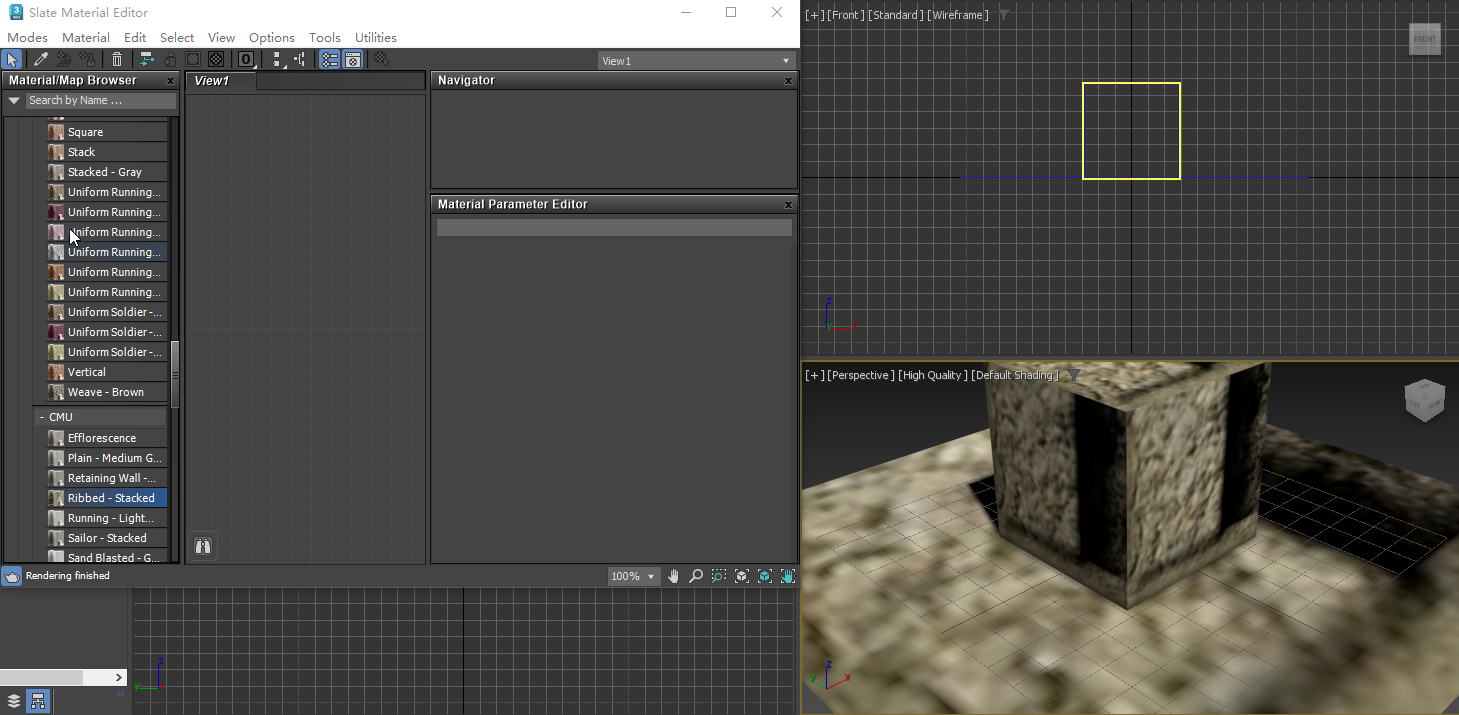 Slate Material Editor
Modes Material Edit Select View Options Tools Utilities
View1
Material/Map Browser
Search by Name ...
Square
Stack
Stacked - Gray
Uniform Running...
Uniform Running...
Uniform Running...
Uniform Running...
Uniform Running...
Uniform Running...
Uniform Soldier -...
Uniform Soldier -...
Uniform Soldier -...
Vertical
Weave - Brown
- CMU
Efflorescence
Plain - Medium G...
Retaining Wall -...
Ribbed - Stacked
Running - Light...
Sailor - Stacked
Sand Blasted - G...
View1
Navigator
Material Parameter Editor
Rendering finished
100%
[+] [Front] [Standard] [Wireframe]
FRONT
z
x
[+] [Perspective] [High Quality] [Default Shading]
FRONT
z
y
x
z
y